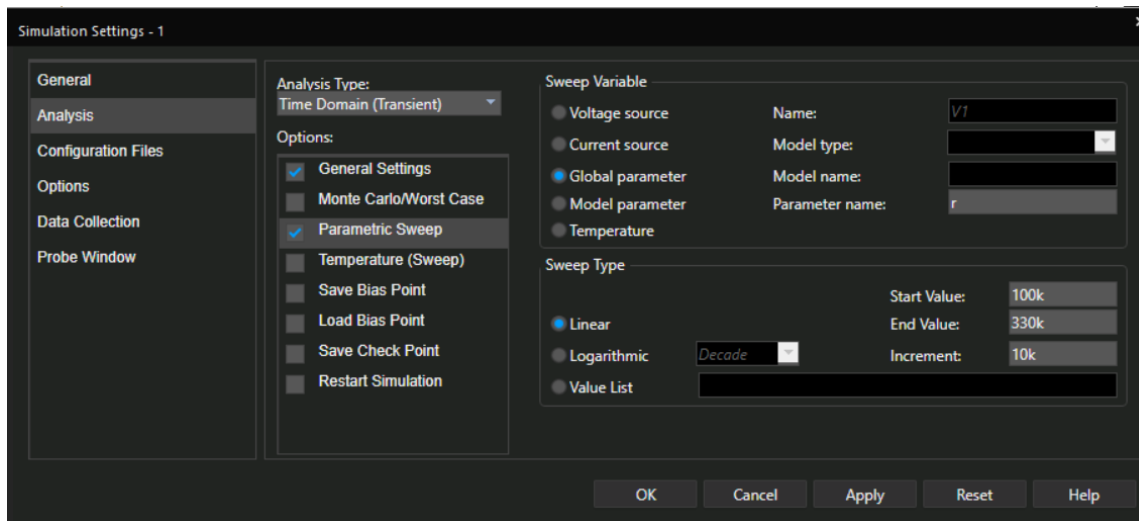 Simulation Settings - 1
General
Analysis
Configuration Files
Options
Data Collection
Probe Window
Analysis Type:
Time Domain (Transient)
Options:
General Settings
Monte Carlo/Worst Case
Parametric Sweep
Temperature (Sweep)
Save Bias Point
Load Bias Point
Save Check Point
Restart Simulation
Sweep Variable
Voltage source Name: V1
Current source Model type:
Global parameter Model name:
Model parameter Parameter name: r
Temperature
Sweep Type
Start Value: 100k
Linear End Value: 330k
Logarithmic Decade Increment: 10k
Value List
OK Cancel Apply Reset Help